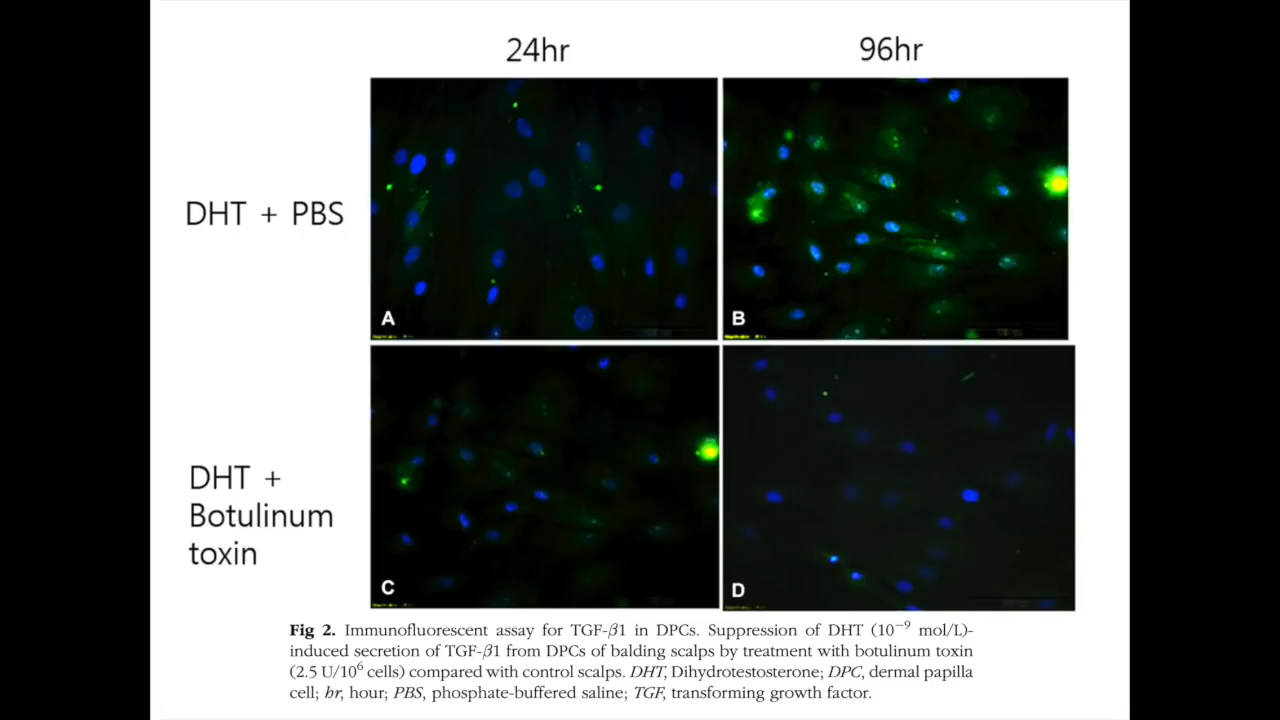 24hr
96hr
DHT + PBS
A
B
DHT +
Botulinum
toxin
C
D
Fig 2. Immunofluorescent assay for TGF-β1 in DPCs. Suppression of DHT (10⁻⁹ mol/L)-
induced secretion of TGF-β1 from DPCs of balding scalps by treatment with botulinum toxin
(2.5 U/10⁶ cells) compared with control scalps. DHT, Dihydrotestosterone; DPC, dermal papilla
cell; hr, hour; PBS, phosphate-buffered saline; TGF, transforming growth factor.